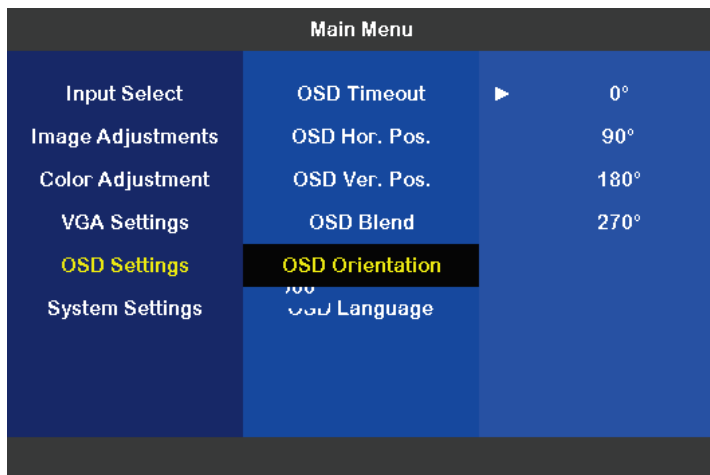 Main Menu
Input Select
Image Adjustments
Color Adjustment
VGA Settings
OSD Settings
System Settings
OSD Timeout
OSD Hor. Pos.
OSD Ver. Pos.
OSD Blend
OSD Orientation
OSD Language
► 0°
90°
180°
270°